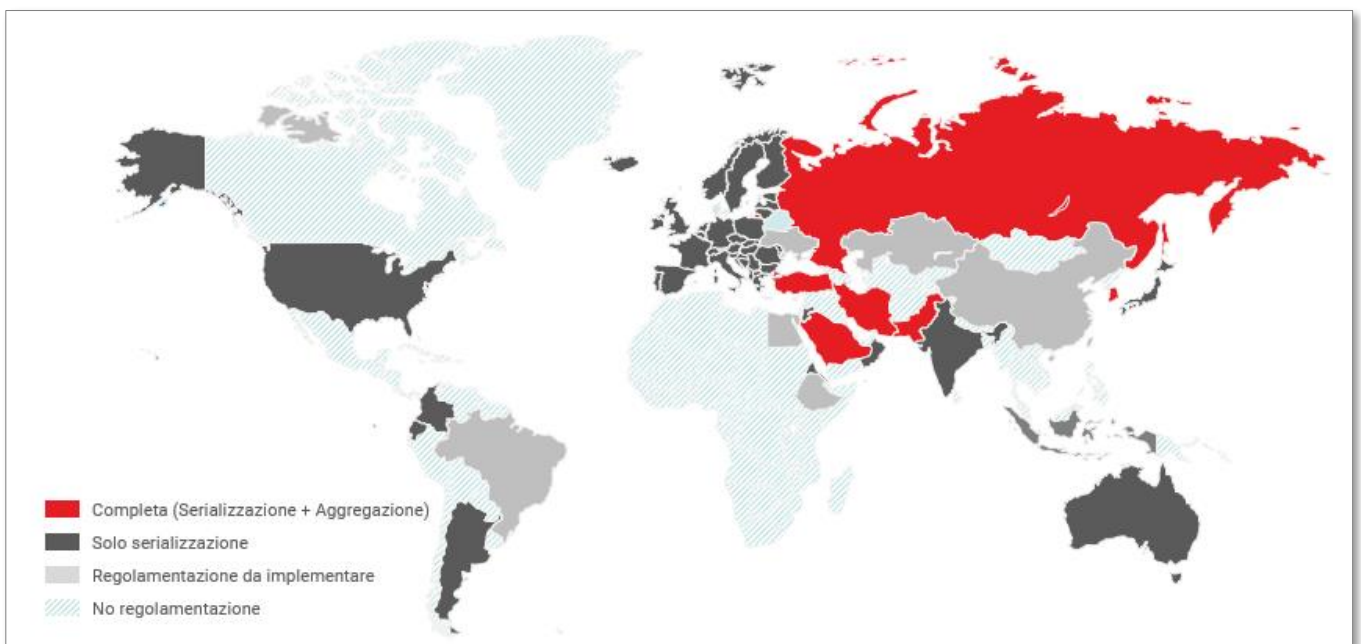 Completa (Serializzazione + Aggregazione)
Solo serializzazione
Regolamentazione da implementare
No regolamentazione